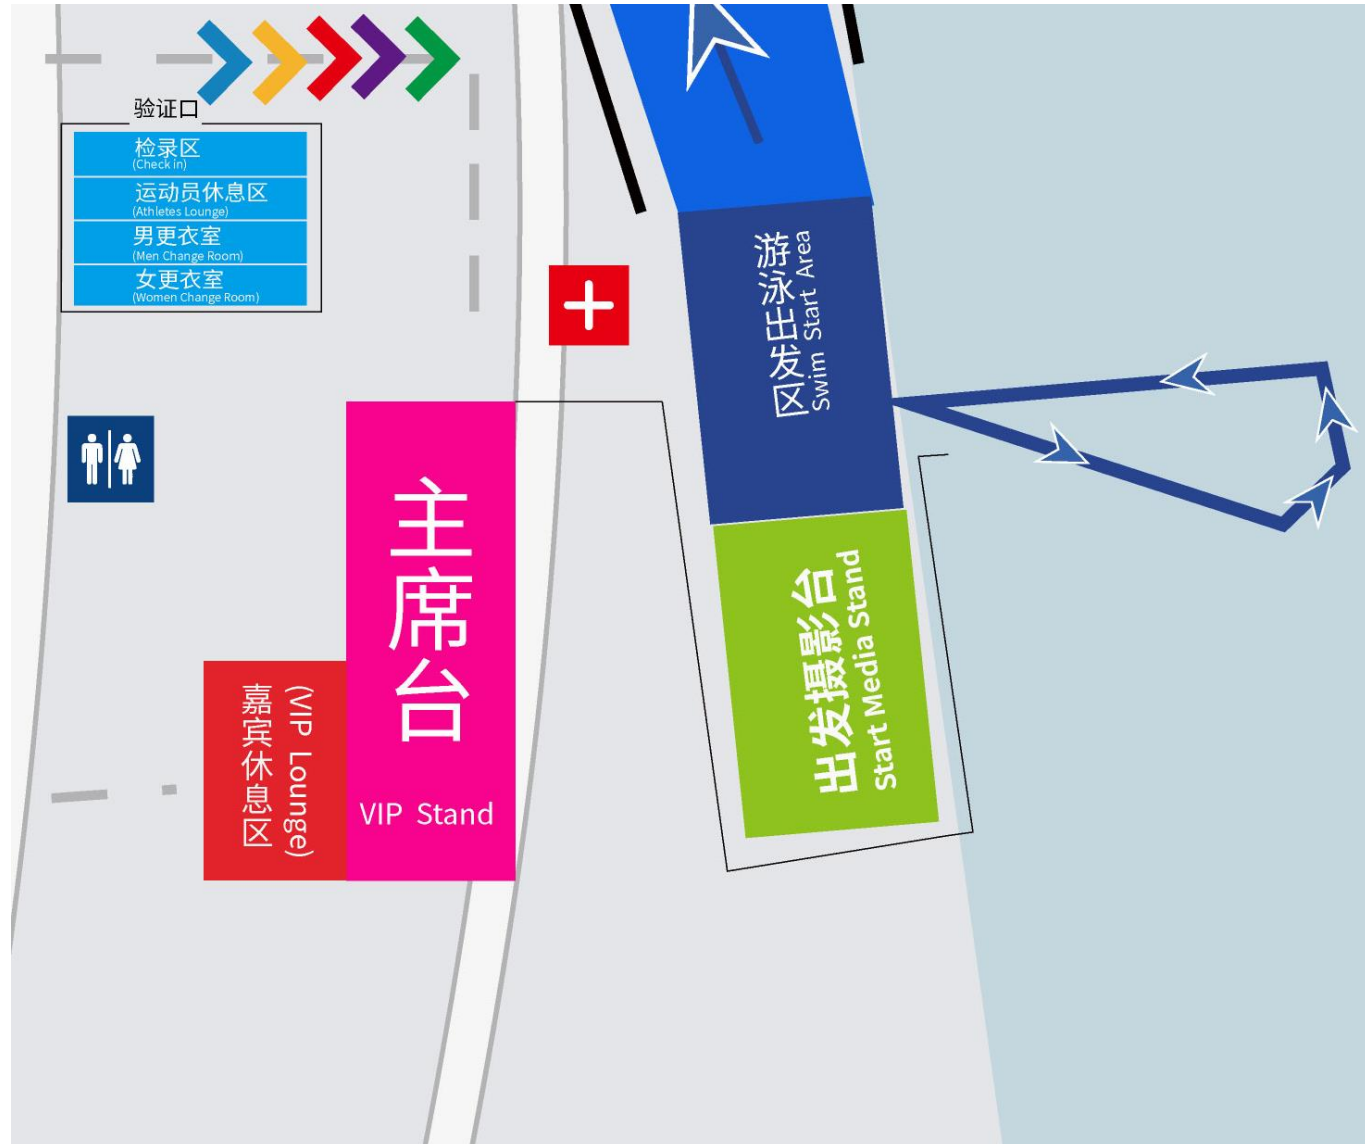 验证口
检录区
(Check in)
运动员休息区
(Athletes Lounge)
男更衣室
(Men Change Room)
女更衣室
(Women Change Room)
游泳出发区
Swim Start Area
主席台
VIP Stand
(VIP Lounge)
嘉宾休息区
出发摄影台
Start Media Stand